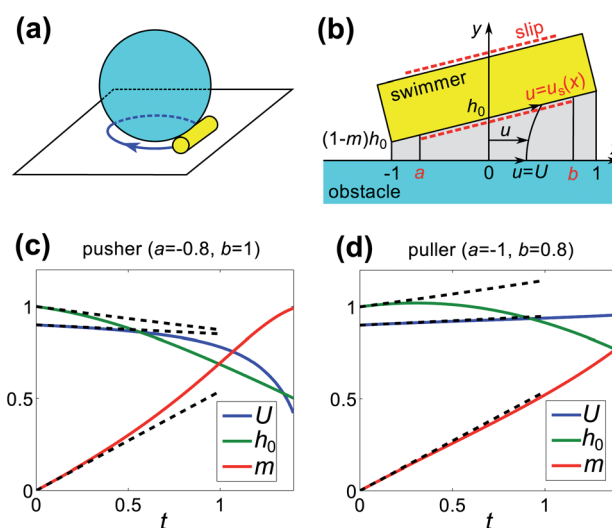 (a)
(b)
y
slip
swimmer
u=uₛ(x)
h₀
(1-m)h₀
u
-1
a
0
u=U
b
1
obstacle
(c) pusher (a=-0.8, b=1)
1
0.5
0
0
0.5
1
t
U
h₀
m
(d) puller (a=-1, b=0.8)
1
0.5
0
0
0.5
1
t
U
h₀
m